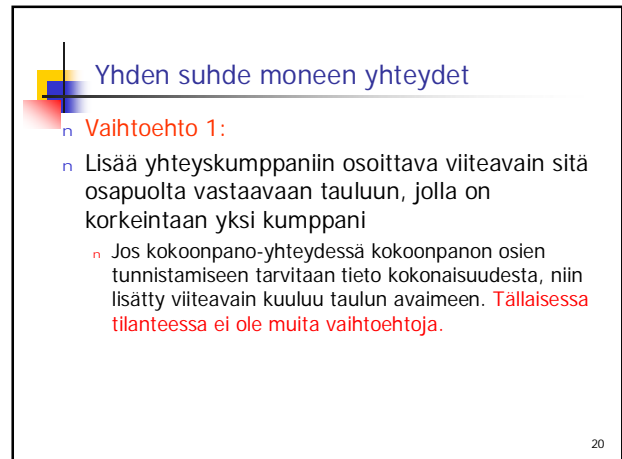 Yhden suhde moneen yhteydet
n Vaihtoehto 1:
n Lisää yhteyskumppaniin osoittava viiteavain sitä
osapuolta vastaavaan tauluun, jolla on
korkeintaan yksi kumppani
n Jos kokoonpano-yhteydessä kokoonpanon osien
tunnistamiseen tarvitaan tieto kokonaisuudesta, niin
lisätty viiteavain kuuluu taulun avaimeen. Tällaisessa
tilanteessa ei ole muita vaihtoehtoja.
20